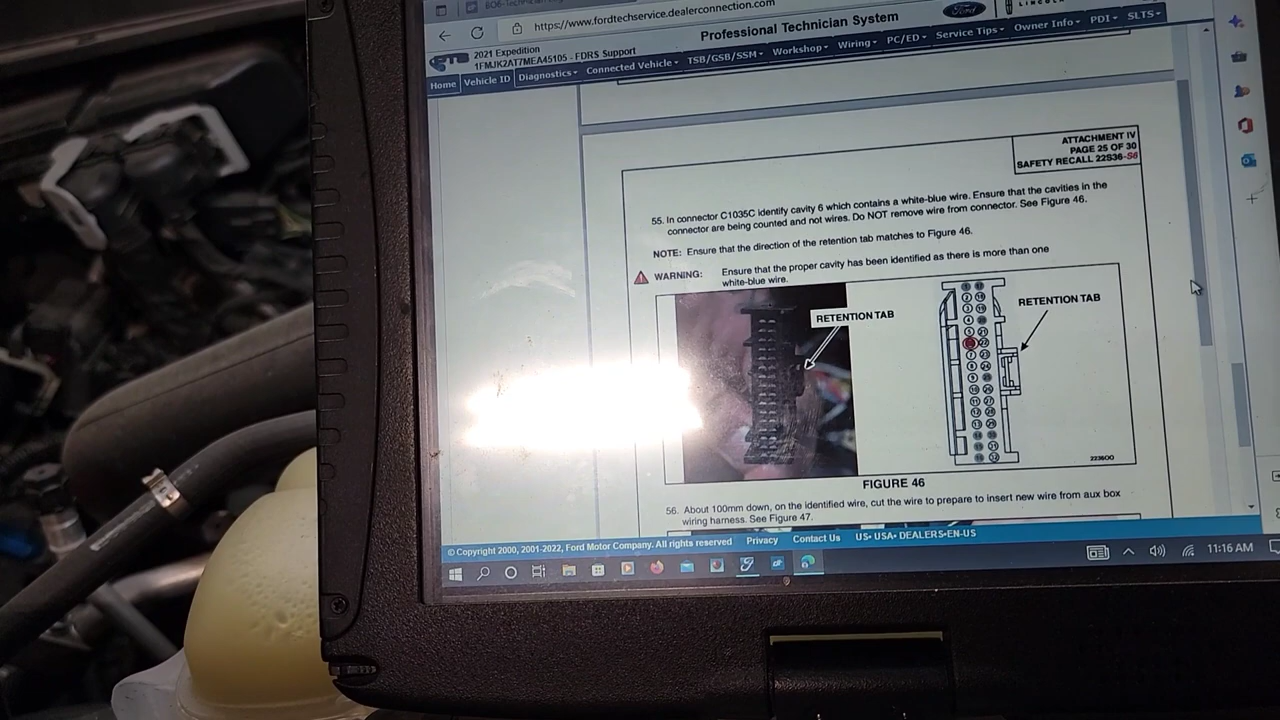 https://www.fordtechservice.dealerconnection.com
Professional Technician System
Ford
2021 Expedition
1FMJK2AT7MEA45105 - FDRS Support
Home Vehicle ID Diagnostics Connected Vehicle TSB/GSB/SSM Workshop Wiring PC/ED Service Tips Owner Info PDI SLTS
ATTACHMENT IV
PAGE 25 OF 30
SAFETY RECALL 22S36-S6
55. In connector C1035C identify cavity 6 which contains a white-blue wire. Ensure that the cavities in the
connector are being counted and not wires. Do NOT remove wire from connector. See Figure 46.
NOTE: Ensure that the direction of the retention tab matches to Figure 46.
WARNING: Ensure that the proper cavity has been identified as there is more than one
white-blue wire.
RETENTION TAB
RETENTION TAB
FIGURE 46
56. About 100mm down, on the identified wire, cut the wire to prepare to insert new wire from aux box
wiring harness. See Figure 47.
© Copyright 2000, 2001-2022, Ford Motor Company. All rights reserved Privacy Contact Us US• USA• DEALERS•EN-US
11:16 AM